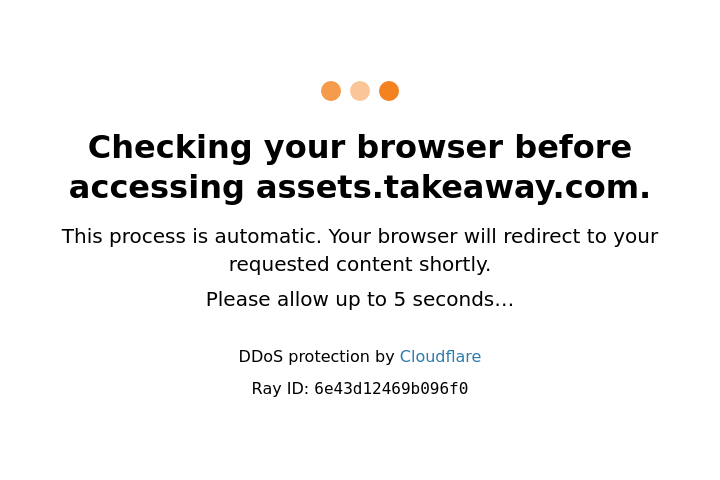 Checking your browser before
accessing assets.takeaway.com.
This process is automatic. Your browser will redirect to your
requested content shortly.
Please allow up to 5 seconds…
DDoS protection by Cloudflare
Ray ID: 6e43d12469b096f0